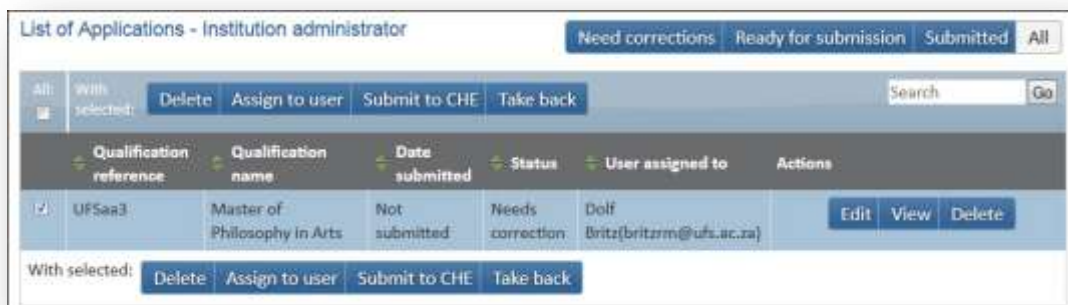 List of Applications - Institution administrator
Need corrections Ready for submission Submitted All
All: With selected: Delete Assign to user Submit to CHE Take back Search Go
Qualification reference Qualification name Date submitted Status User assigned to Actions
UFSaa3 Master of Philosophy in Arts Not submitted Needs correction Dolf Britz(britzrm@ufs.ac.za) Edit View Delete
With selected: Delete Assign to user Submit to CHE Take back